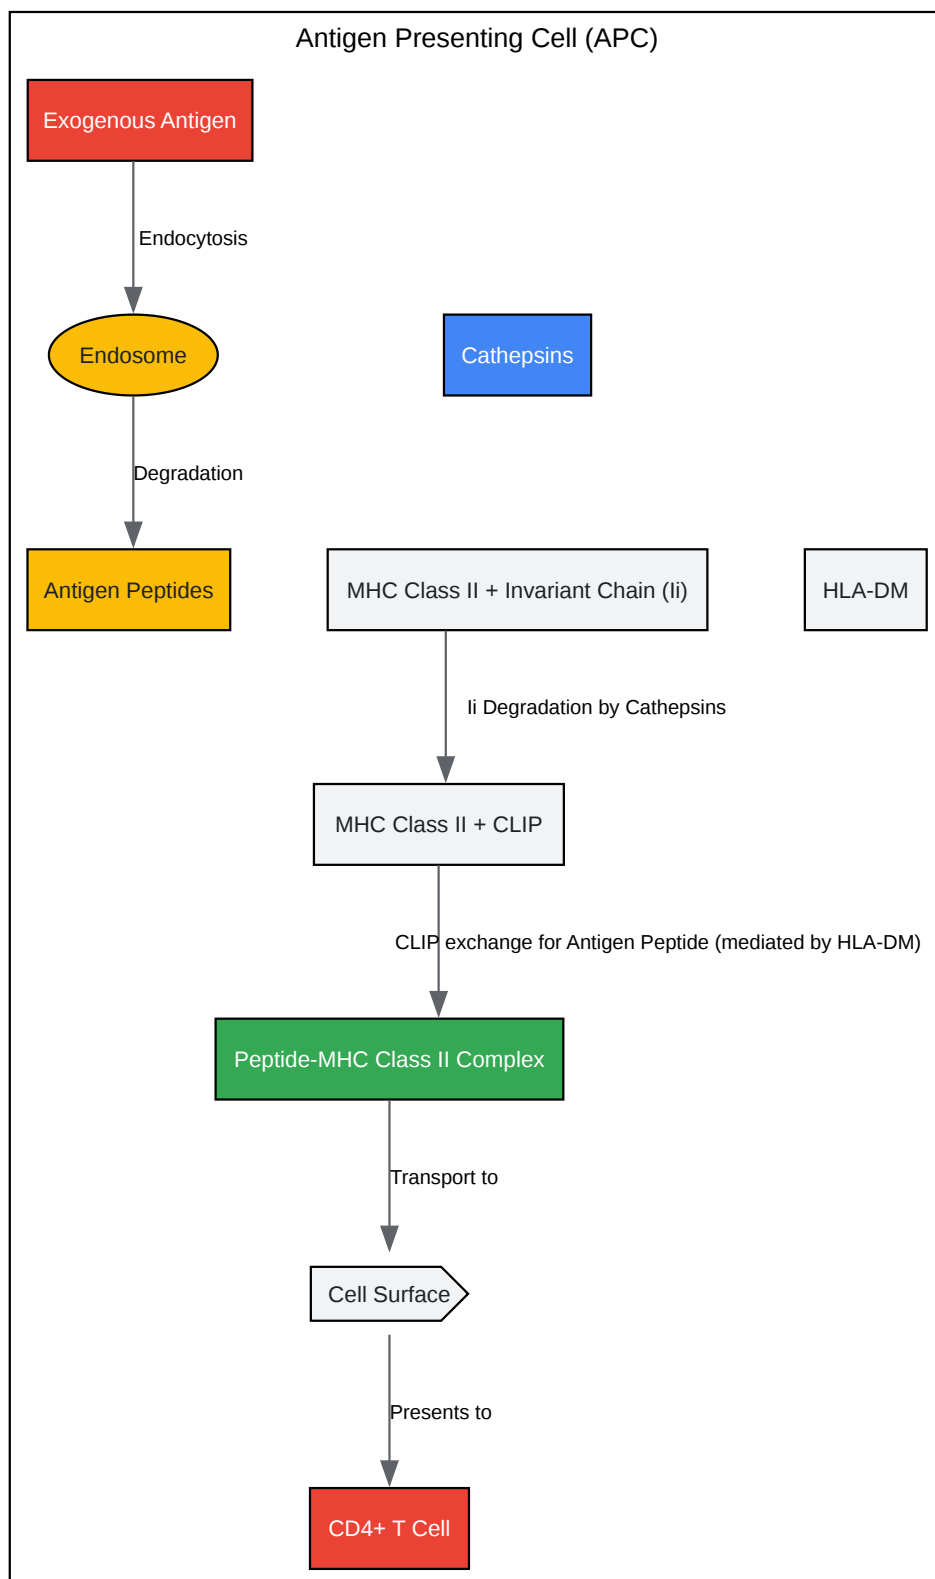 Antigen Presenting Cell (APC)
Exogenous Antigen
Endocytosis
Endosome
Cathepsins
Degradation
Antigen Peptides
MHC Class II + Invariant Chain (Ii)
HLA-DM
Ii Degradation by Cathepsins
MHC Class II + CLIP
CLIP exchange for Antigen Peptide (mediated by HLA-DM)
Peptide-MHC Class II Complex
Transport to
Cell Surface
Presents to
CD4+ T Cell